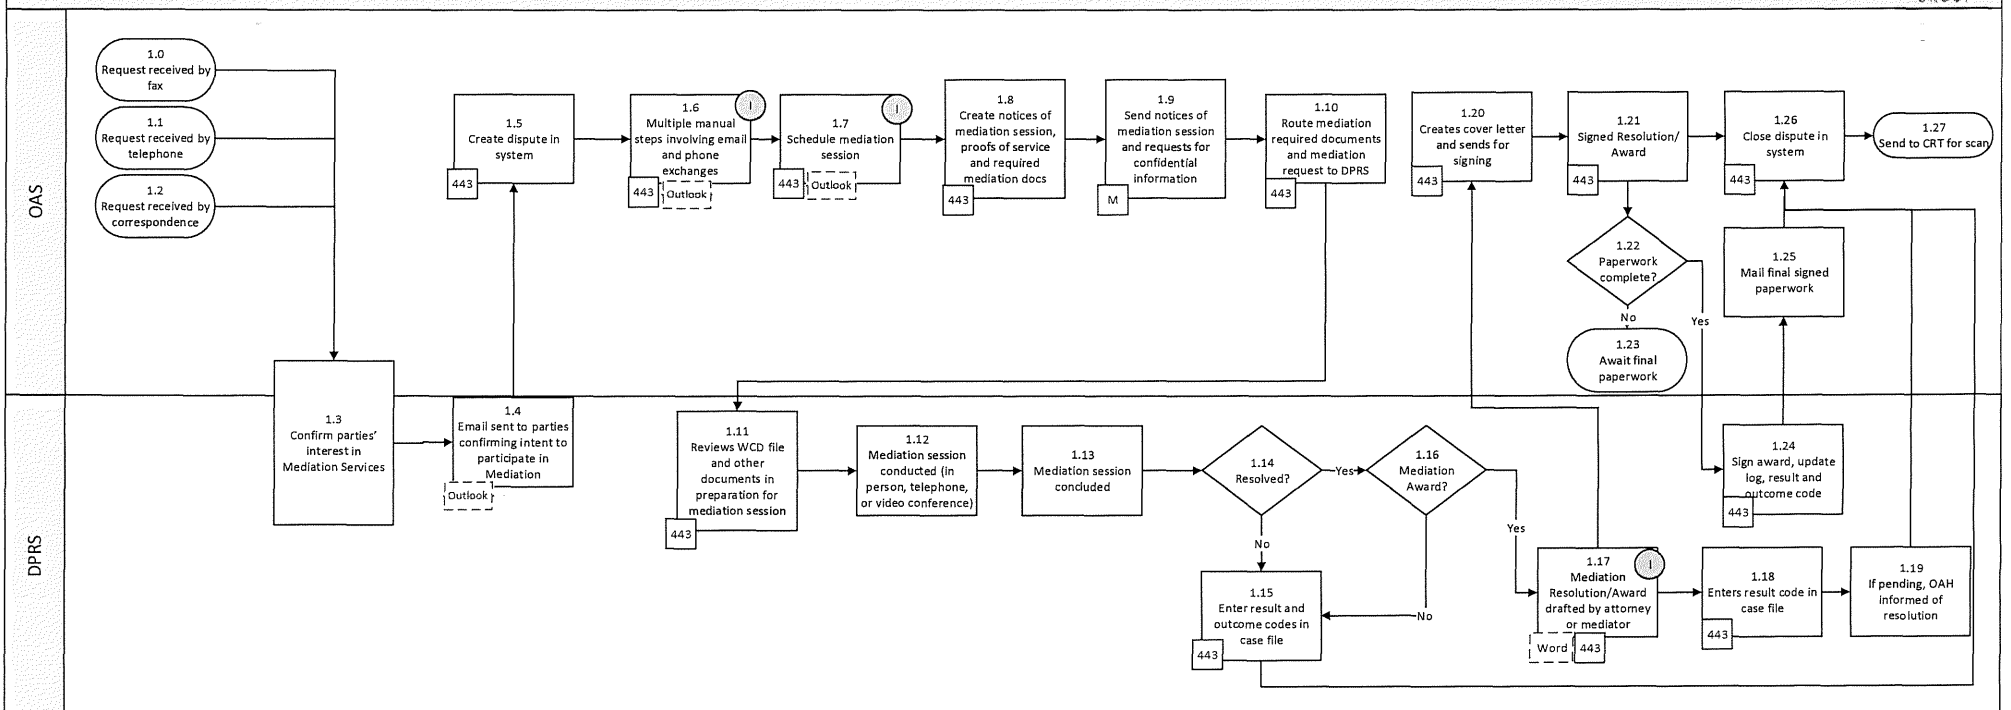 OAS
1.0
Request received by
fax
1.1
Request received by
telephone
1.2
Request received by
correspondence
1.3
Confirm parties'
interest in
Mediation Services
1.4
Email sent to parties
confirming intent to
participate in
Mediation
Outlook
1.5
Create dispute in
system
443
1.6
Multiple manual
steps involving email
and phone
exchanges
I
443
Outlook
1.7
Schedule mediation
session
I
443
Outlook
1.8
Create notices of
mediation session,
proofs of service
and required
mediation docs
443
1.9
Send notices of
mediation session
and requests for
confidential
information
M
1.10
Route mediation
required documents
and mediation
request to DPRS
443
DPRS
1.11
Reviews WCD file
and other
documents in
preparation for
mediation session
443
1.12
Mediation session
conducted (in
person, telephone,
or video conference)
1.13
Mediation session
concluded
1.14
Resolved?
Yes
No
1.15
Enter result and
outcome codes in
case file
443
1.16
Mediation
Award?
Yes
No
1.17
Mediation
Resolution/Award
drafted by attorney
or mediator
I
Word
443
1.18
Enters result code in
case file
443
1.19
If pending, OAH
informed of
resolution
1.20
Creates cover letter
and sends for
signing
443
1.21
Signed Resolution/
Award
443
1.22
Paperwork
complete?
No
Yes
1.23
Await final
paperwork
1.24
Sign award, update
log, result and
outcome code
443
1.25
Mail final signed
paperwork
1.26
Close dispute in
system
443
1.27
Send to CRT for scan